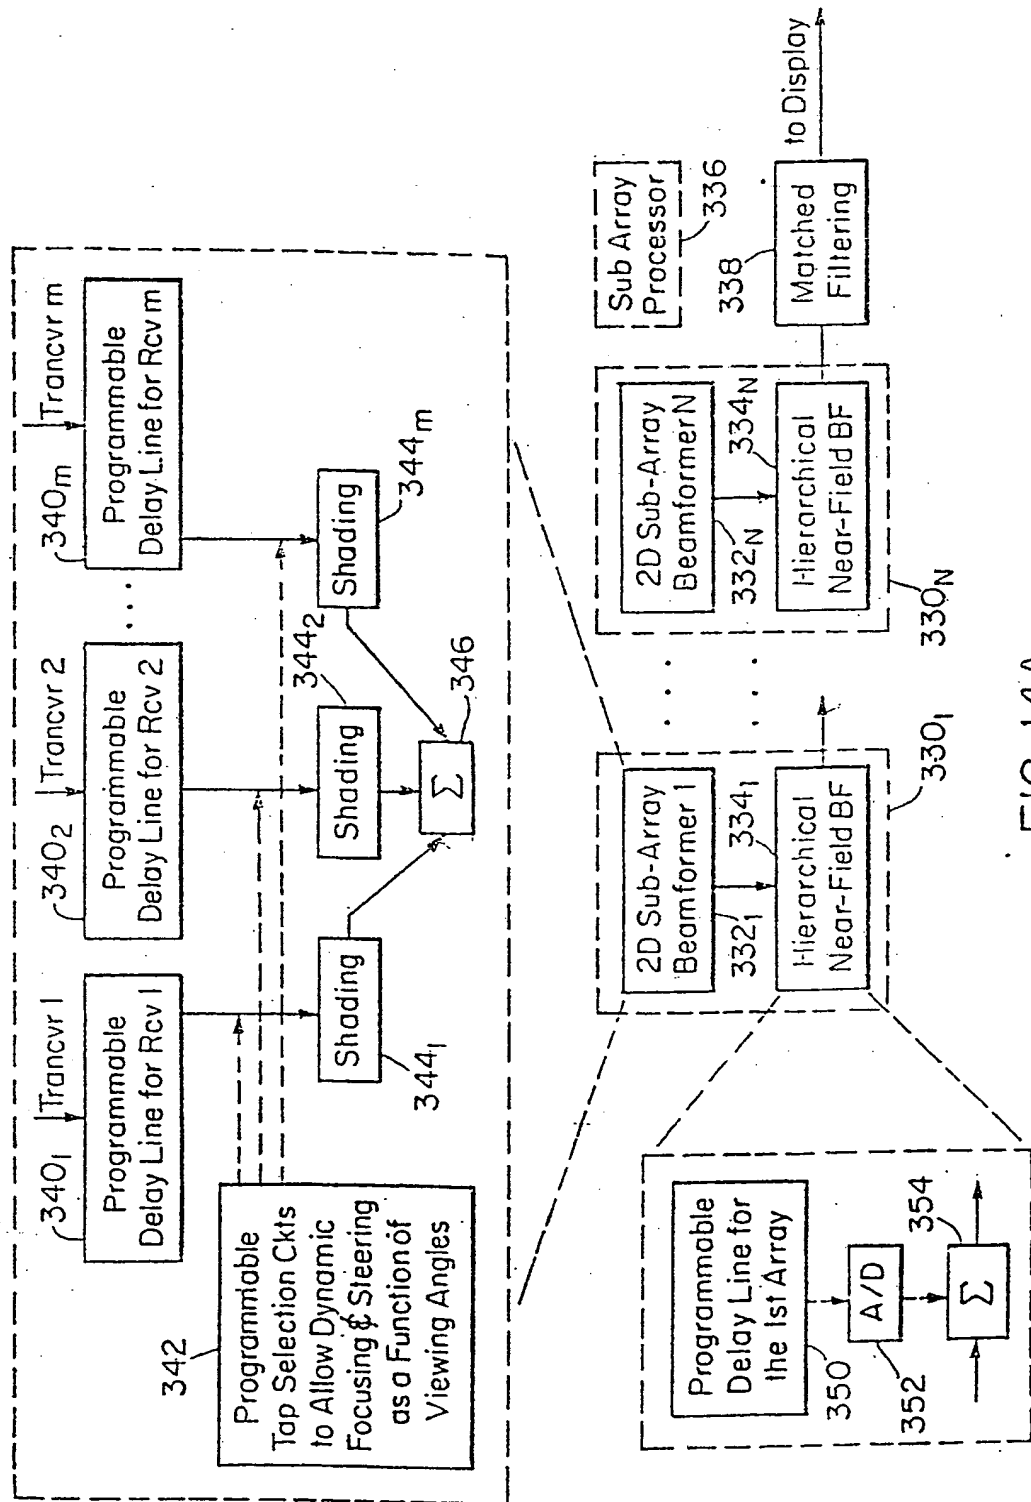 340₁
Trancvr 1
Programmable
Delay Line for Rcv 1
340₂
Trancvr 2
Programmable
Delay Line for Rcv 2
...
340m
Trancvr m
Programmable
Delay Line for Rcv m
342
Programmable
Tap Selection Ckts
to Allow Dynamic
Focusing & Steering
as a Function of
Viewing Angles
Shading
344₁
Shading
344₂
Shading
344m
Σ
346
2D Sub-Array
Beamformer 1
332₁
334₁
Hierarchical
Near-Field BF
330₁
. . .
. . .
2D Sub-Array
Beamformer N
332N
334N
Hierarchical
Near-Field BF
330N
Sub Array
Processor
336
338
Matched
Filtering
to Display
Programmable
Delay Line for
the 1st Array
350
A/D
352
Σ
354
FIG. 14A